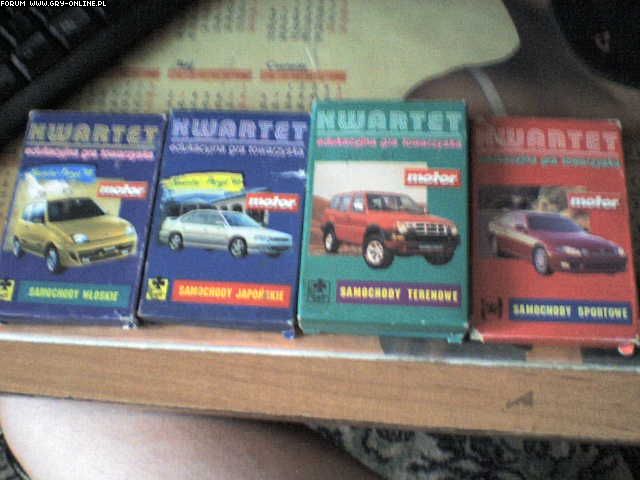 FORUM WWW.GRY-ONLINE.PL
KWARTET
edukacyjna gra towarzyska
motor
SAMOCHODY WŁOSKIE
KWARTET
edukacyjna gra towarzyska
motor
SAMOCHODY JAPOŃSKIE
KWARTET
edukacyjna gra towarzyska
motor
SAMOCHODY TERENOWE
KWARTET
edukacyjna gra towarzyska
motor
SAMOCHODY SPORTOWE